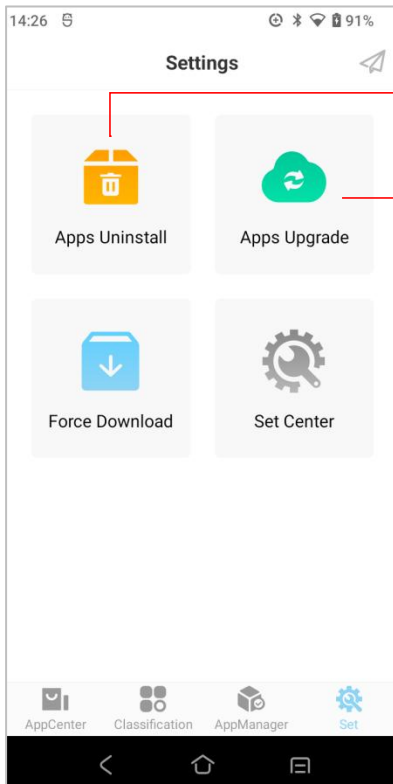 14:26 91%
Settings
Apps Uninstall Apps Upgrade
Force Download Set Center
AppCenter Classification AppManager Set